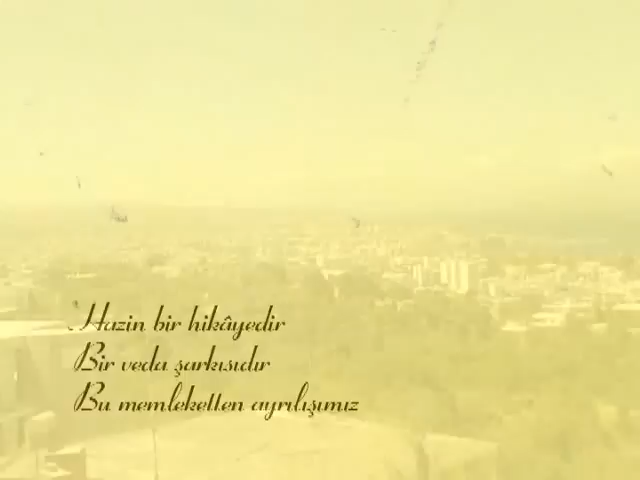 Hazin bir hikâyedir
Bir veda şarkısıdır
Bu memleketten ayrılışımız